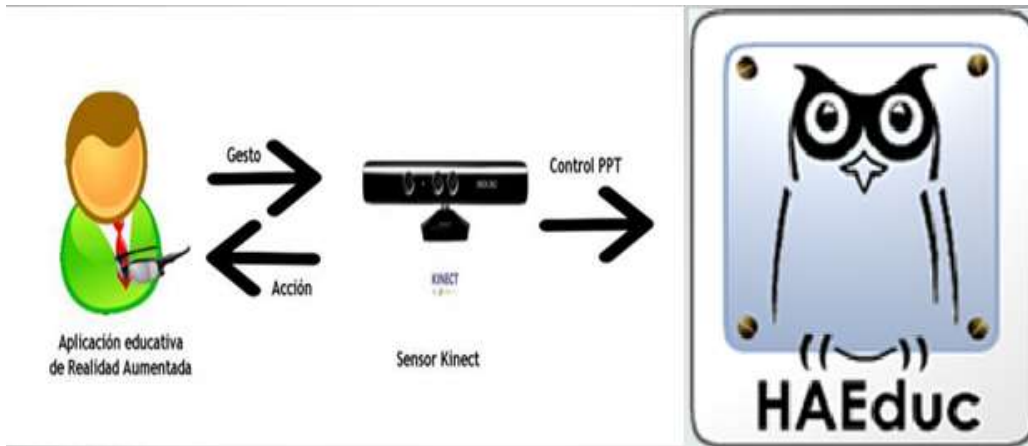 Gesto
Acción
Aplicación educativa
de Realidad Aumentada
KINECT
Sensor Kinect
Control PPT
HAEduc